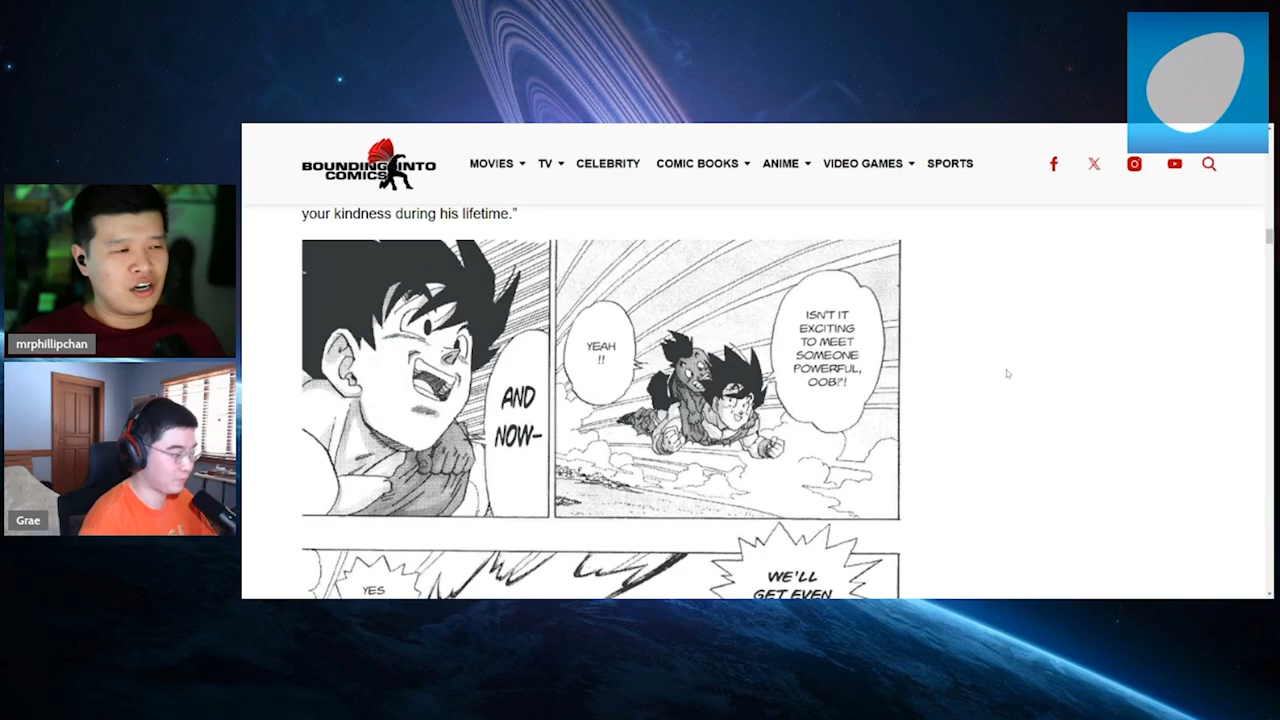 BOUNDING INTO
COMICS
MOVIES TV CELEBRITY COMIC BOOKS ANIME VIDEO GAMES SPORTS
your kindness during his lifetime."
AND
NOW-
YEAH
!!
ISN'T IT
EXCITING
TO MEET
SOMEONE
POWERFUL,
OOB?!
YES
WE'LL
GET EVEN
mrphillipchan
Grae